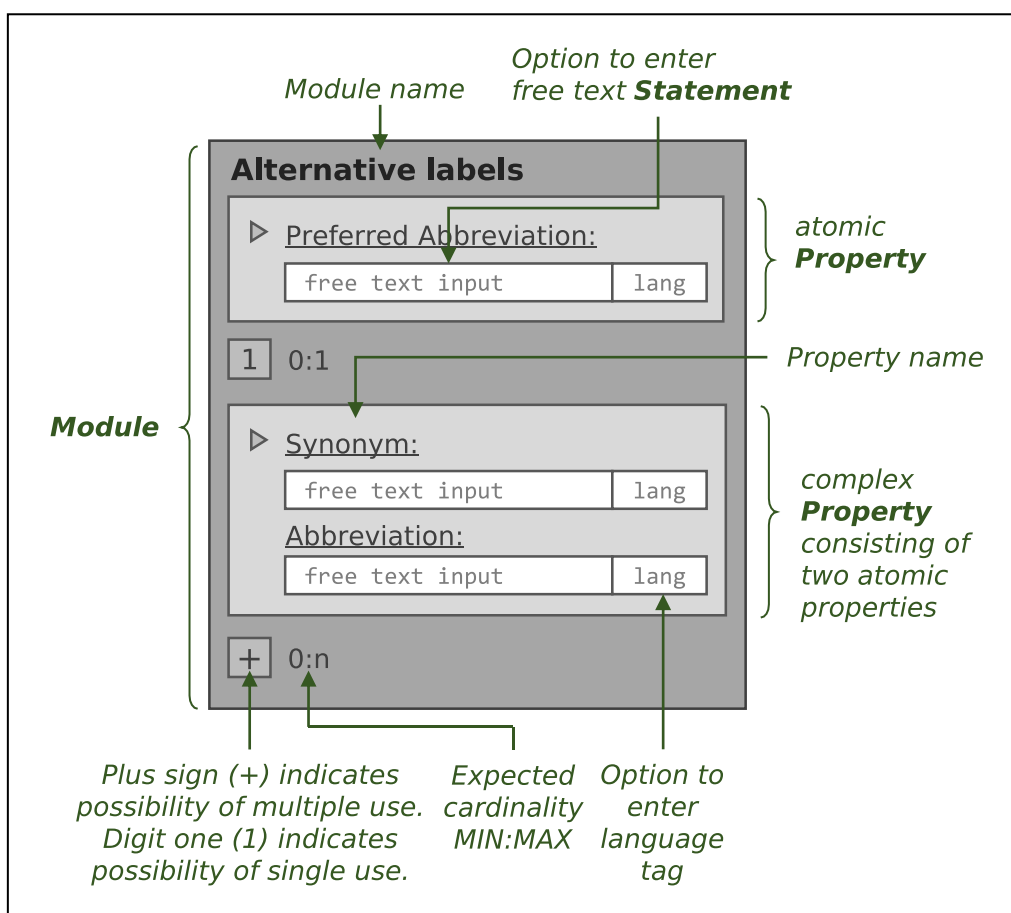 Option to enter
free text Statement
Module name
Alternative labels
Preferred Abbreviation:
free text input lang
atomic
Property
1 0:1
Property name
Module
Synonym:
free text input lang
Abbreviation:
free text input lang
complex
Property
consisting of
two atomic
properties
+ 0:n
Plus sign (+) indicates
possibility of multiple use.
Digit one (1) indicates
possibility of single use.
Expected
cardinality
MIN:MAX
Option to
enter
language
tag